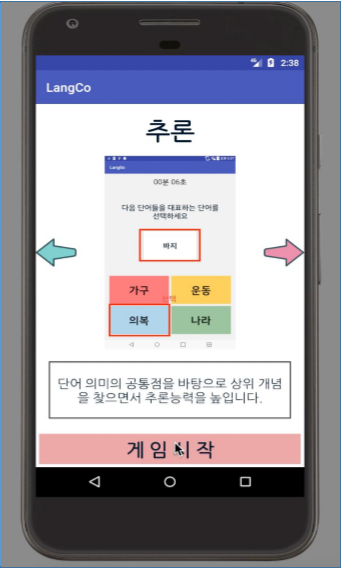 2:38
LangCo
추론
LangCo
00분 06초
다음 단어들을 대표하는 단어를
선택하세요
바지
가구 운동
선택
의복 나라
단어 의미의 공통점을 바탕으로 상위 개념
을 찾으면서 추론능력을 높입니다.
게임시작